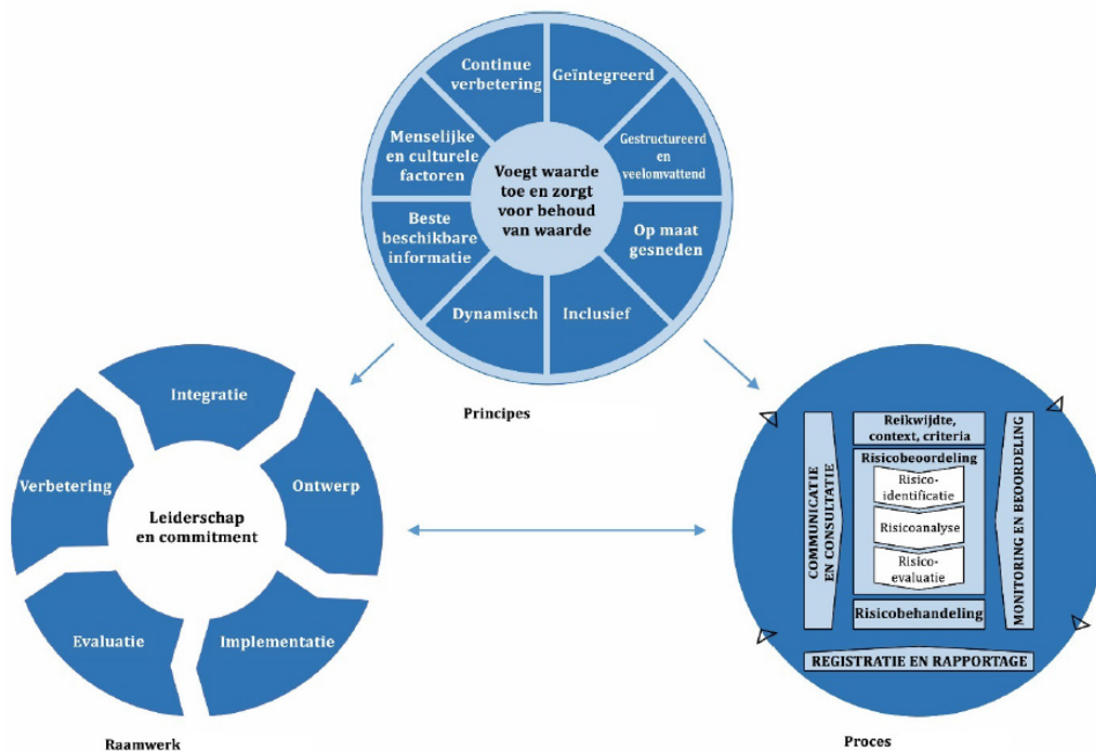 Continue
verbetering
Geïntegreerd
Menselijke
en culturele
factoren
Gestructureerd
en
veelomvattend
Voegt waarde
toe en zorgt
voor behoud
van waarde
Beste
beschikbare
informatie
Op maat
gesneden
Dynamisch
Inclusief
Principes
Integratie
Verbetering
Ontwerp
Leiderschap
en commitment
Evaluatie
Implementatie
Raamwerk
Reikwijdte,
context, criteria
Risicobeoordeling
Risico-
identificatie
Risicoanalyse
Risico-
evaluatie
Risicobehandeling
COMMUNICATIE
EN CONSULTATIE
MONITORING EN BEOORDELING
REGISTRATIE EN RAPPORTAGE
Proces